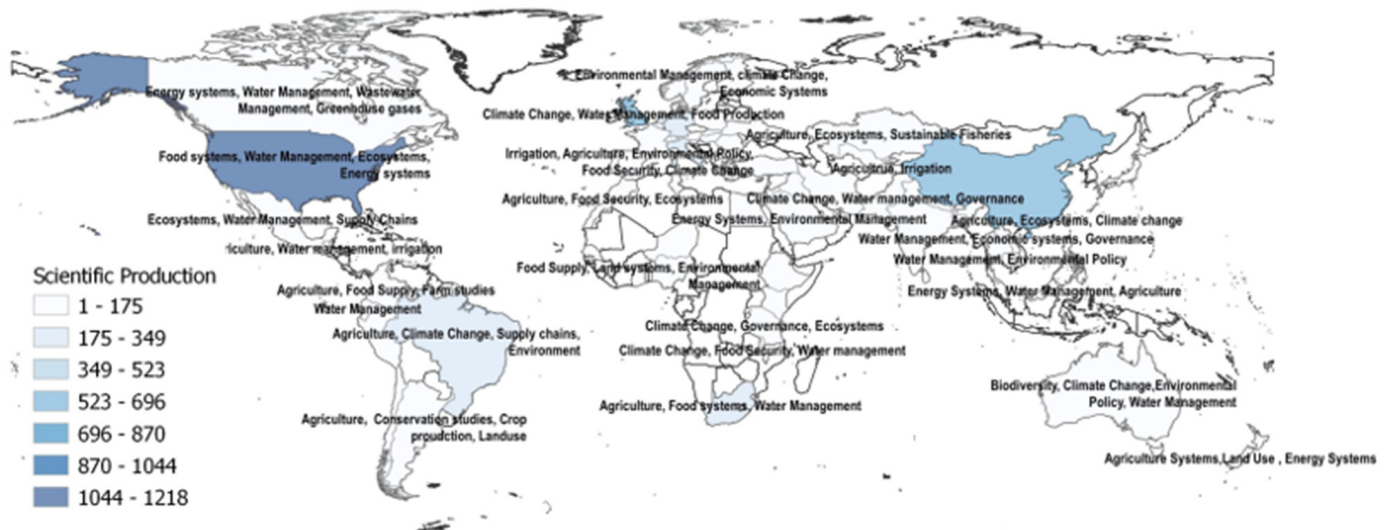 Environmental Management, climate Change,
Economic Systems
Energy systems, Water Management, Wastewater
Management, Greenhouse gases
Climate Change, Water Management, Food Production
Agriculture, Ecosystems, Sustainable Fisheries
Food systems, Water Management, Ecosystems,
Energy systems
Irrigation, Agriculture, Environmental Policy,
Food Security, Climate Change
Irrigation
Agriculture, Food Security, Ecosystems
Climate Change, Water management, Governance
Ecosystems, Water Management, Supply Chains
Energy Systems, Environmental Management
Agriculture, Ecosystems, Climate change
Water Management, Economic systems, Governance
riculture, Water management, irrigation
Water Management, Environmental Policy
Food Supply, Land systems, Environmental
Management
Scientific Production
1 - 175
175 - 349
349 - 523
523 - 696
696 - 870
870 - 1044
1044 - 1218
Agriculture, Food Supply, Farm studies
Water Management
Energy Systems, Water Management, Agriculture
Agriculture, Climate Change, Supply chains,
Environment
Climate Change, Governance, Ecosystems
Climate Change, Food Security, Water management
Biodiversity, Climate Change,Environmental
Policy, Water Management
Agriculture, Food systems, Water Management
Agriculture, Conservation studies, Crop
prpudction, Landuse
Agriculture Systems,Land Use , Energy Systems